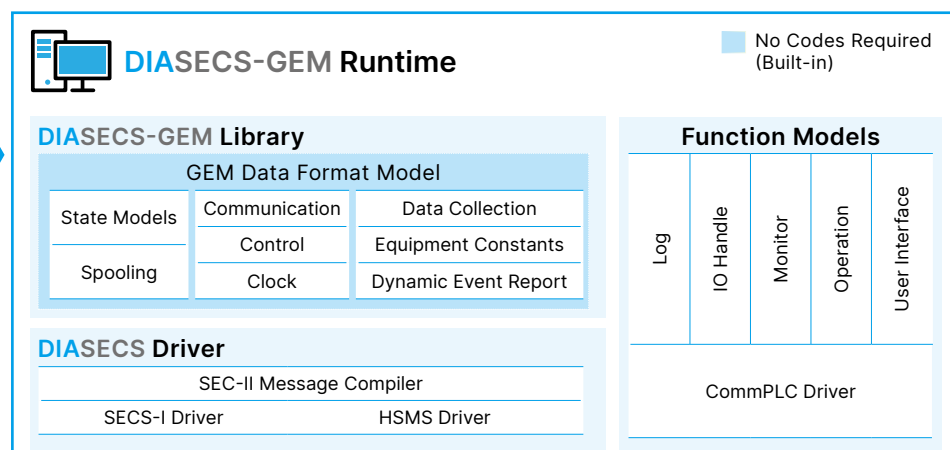 DIASECS-GEM Runtime
No Codes Required
(Built-in)
DIASECS-GEM Library
GEM Data Format Model
State Models
Spooling
Communication
Control
Clock
Data Collection
Equipment Constants
Dynamic Event Report
DIASECS Driver
SEC-II Message Compiler
SECS-I Driver
HSMS Driver
Function Models
Log
IO Handle
Monitor
Operation
User Interface
CommPLC Driver